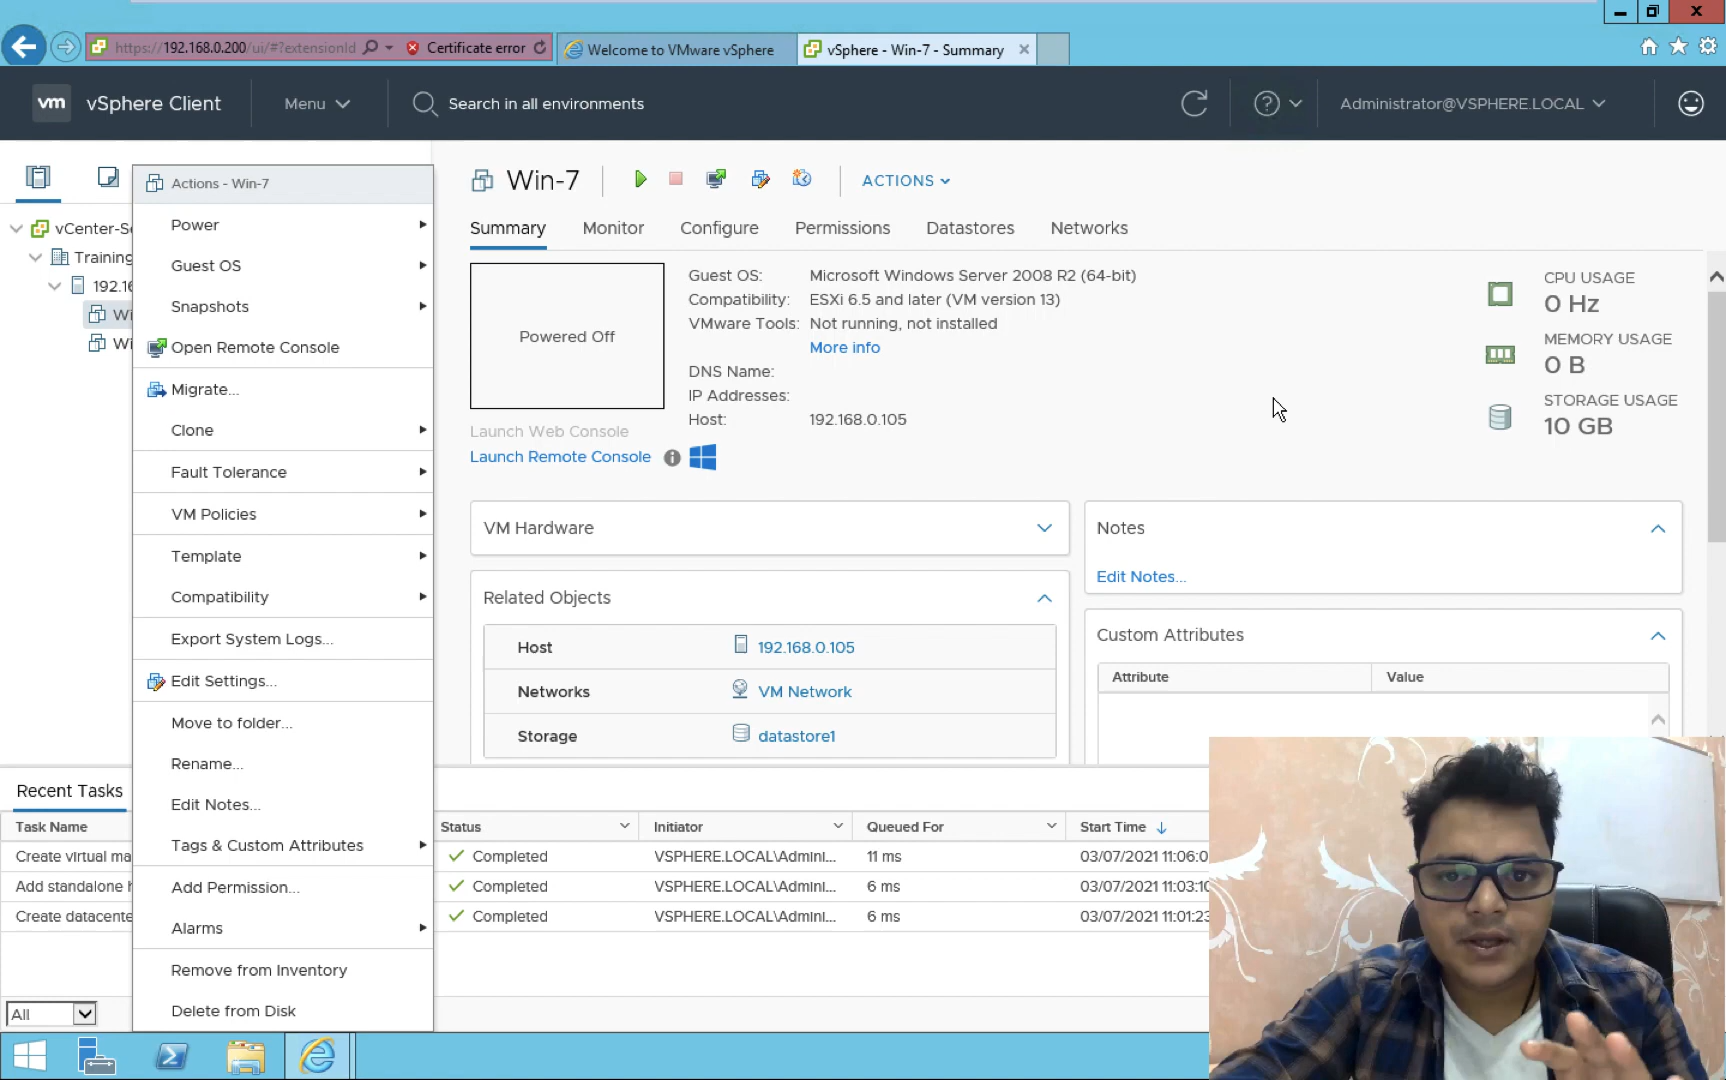 https://192.168.0.200/ui/#?extensionId
Certificate error
Welcome to VMware vSphere
vSphere - Win-7 - Summary
vm
vSphere Client
Menu
Search in all environments
Administrator@VSPHERE.LOCAL
vCenter-Se
Training
192.16
Wi
Wi
Actions - Win-7
Power
Guest OS
Snapshots
Open Remote Console
Migrate...
Clone
Fault Tolerance
VM Policies
Template
Compatibility
Export System Logs...
Edit Settings...
Move to folder...
Rename...
Edit Notes...
Tags & Custom Attributes
Add Permission...
Alarms
Remove from Inventory
Delete from Disk
Win-7
ACTIONS
Summary
Monitor
Configure
Permissions
Datastores
Networks
Powered Off
Launch Web Console
Launch Remote Console
Guest OS: Microsoft Windows Server 2008 R2 (64-bit)
Compatibility: ESXi 6.5 and later (VM version 13)
VMware Tools: Not running, not installed
More info
DNS Name:
IP Addresses:
Host: 192.168.0.105
CPU USAGE
0 Hz
MEMORY USAGE
0 B
STORAGE USAGE
10 GB
VM Hardware
Related Objects
Host 192.168.0.105
Networks VM Network
Storage datastore1
Notes
Edit Notes...
Custom Attributes
Attribute Value
Recent Tasks
Task Name Status Initiator Queued For Start Time
Create virtual ma Completed VSPHERE.LOCAL\Admini... 11 ms 03/07/2021 11:06:0
Add standalone h Completed VSPHERE.LOCAL\Admini... 6 ms 03/07/2021 11:03:10
Create datacente Completed VSPHERE.LOCAL\Admini... 6 ms 03/07/2021 11:01:23
All